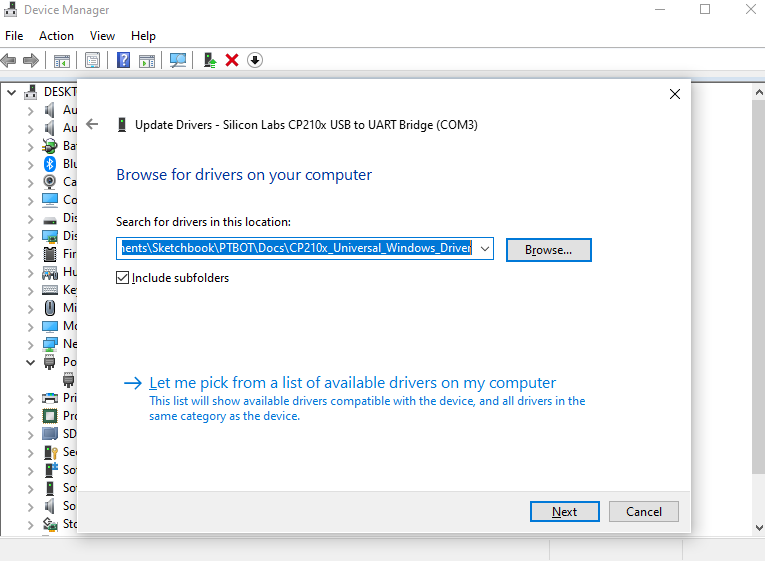 Device Manager
File Action View Help
DESKT
Au
Au
Bat
Blu
Ca
Co
Dis
Dis
Fir
Hu
Key
Mi
Mo
Ne
Po
Pri
Pro
SD
Sec
Sof
Sof
Sou
Sto
Update Drivers - Silicon Labs CP210x USB to UART Bridge (COM3)
Browse for drivers on your computer
Search for drivers in this location:
nents\Sketchbook\PTBOT\Docs\CP210x_Universal_Windows_Driver
Browse...
Include subfolders
Let me pick from a list of available drivers on my computer
This list will show available drivers compatible with the device, and all drivers in the
same category as the device.
Next Cancel